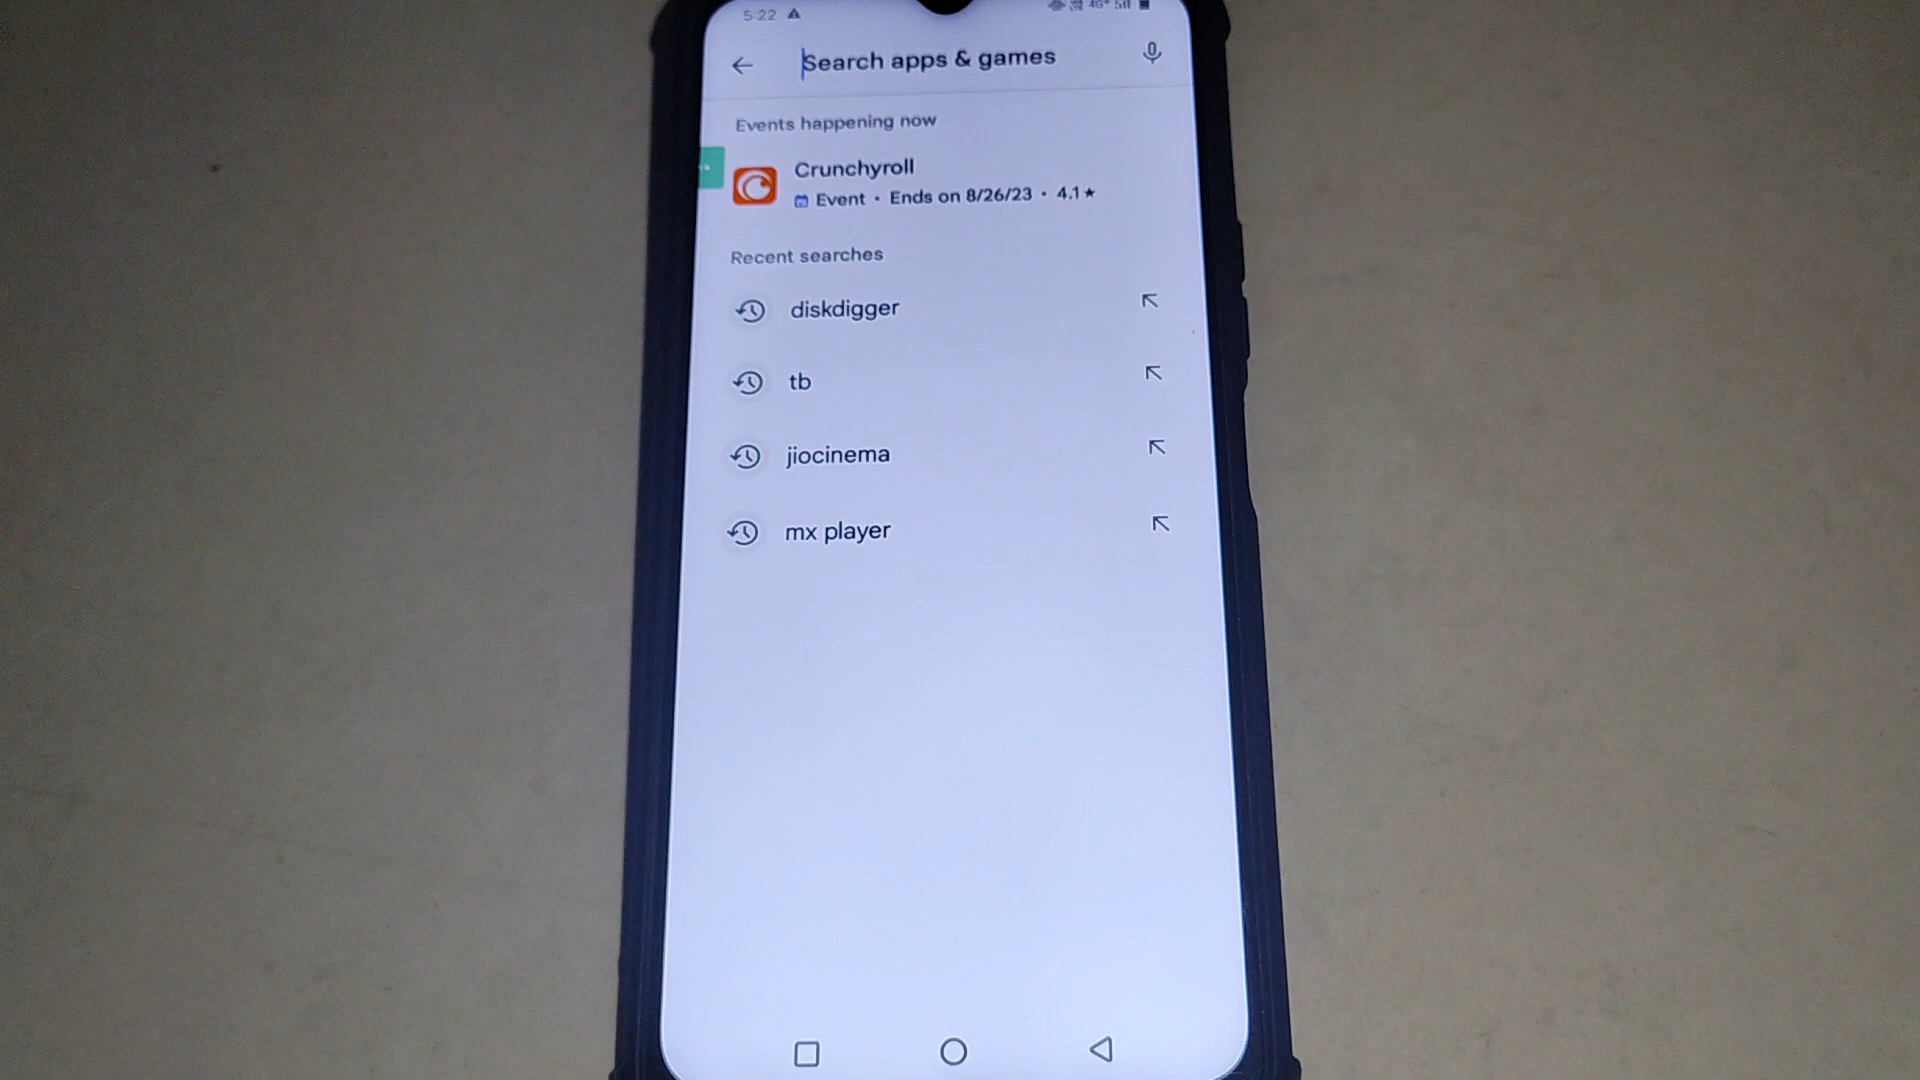 5:22
Search apps & games
Events happening now
Crunchyroll
Event • Ends on 8/26/23 • 4.1★
Recent searches
diskdigger
tb
jiocinema
mx player